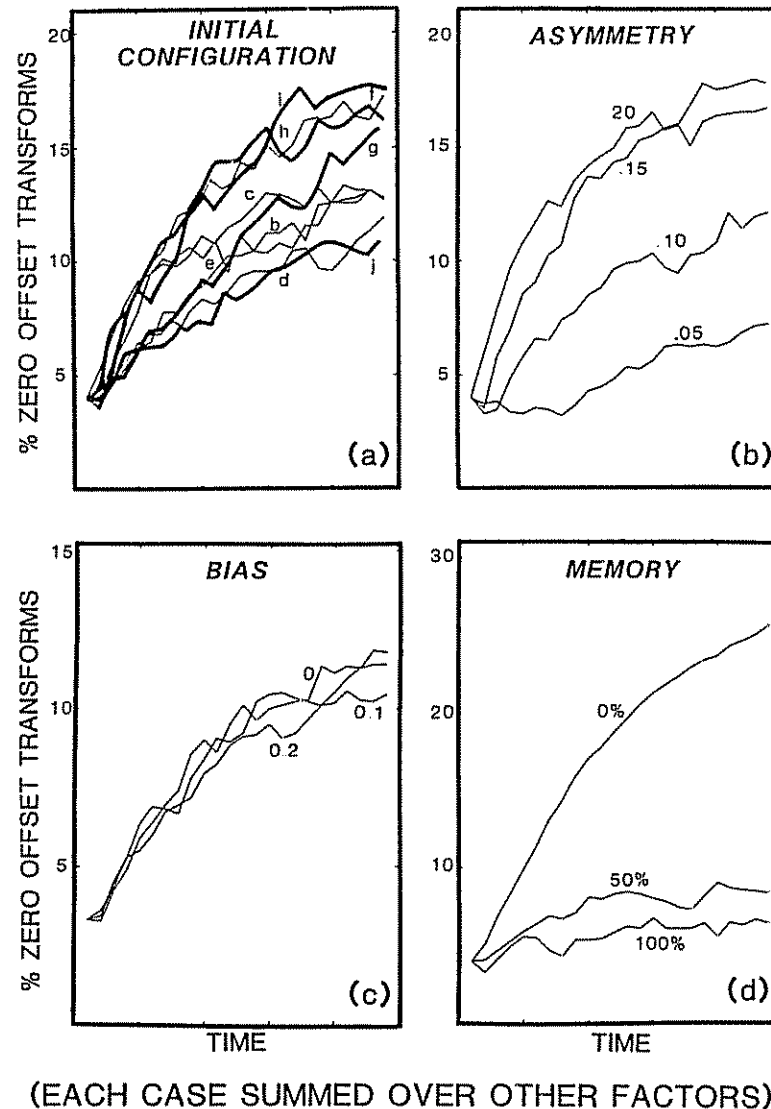 % ZERO OFFSET TRANSFORMS
20
15
10
5
INITIAL
CONFIGURATION
i
f
h
g
c
b
e
d
j
(a)
20
15
10
5
ASYMMETRY
20
.15
.10
.05
(b)
% ZERO OFFSET TRANSFORMS
15
10
5
BIAS
0
0.1
0.2
(c)
TIME
30
20
10
MEMORY
0%
50%
100%
(d)
TIME
(EACH CASE SUMMED OVER OTHER FACTORS)